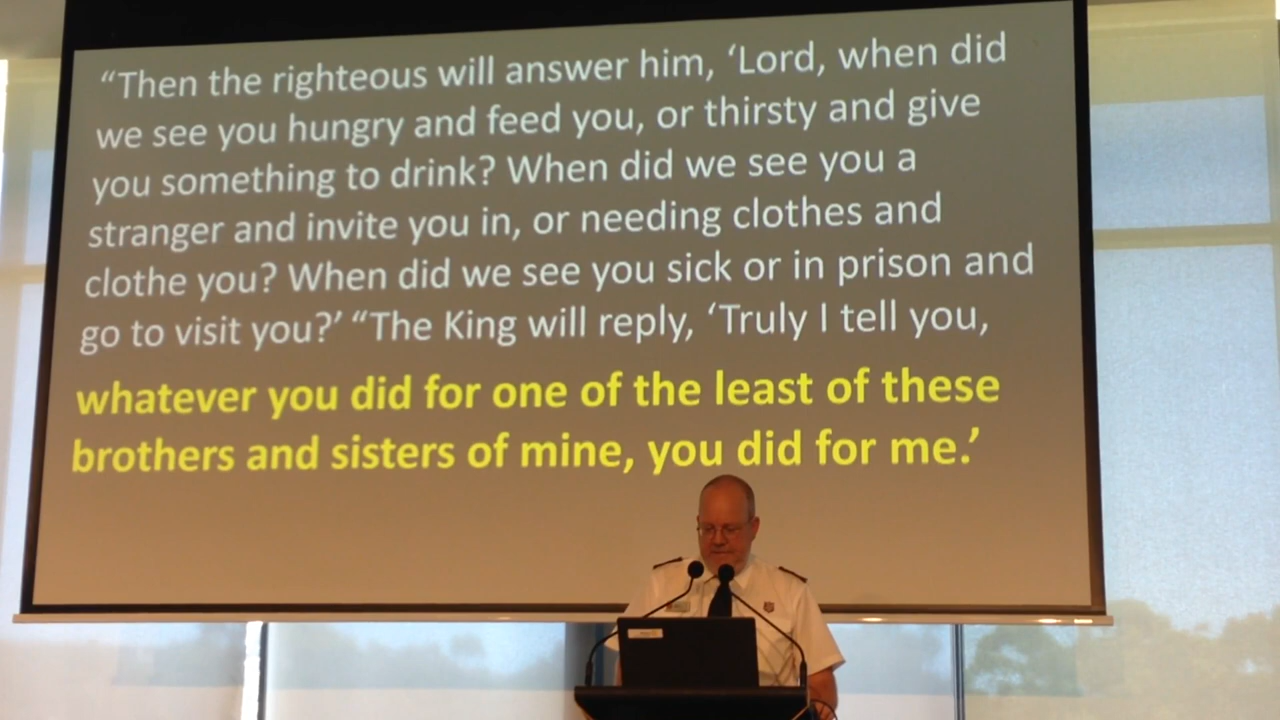 “Then the righteous will answer him, ‘Lord, when did
we see you hungry and feed you, or thirsty and give
you something to drink? When did we see you a
stranger and invite you in, or needing clothes and
clothe you? When did we see you sick or in prison and
go to visit you?’ “The King will reply, ‘Truly I tell you,
whatever you did for one of the least of these
brothers and sisters of mine, you did for me.’